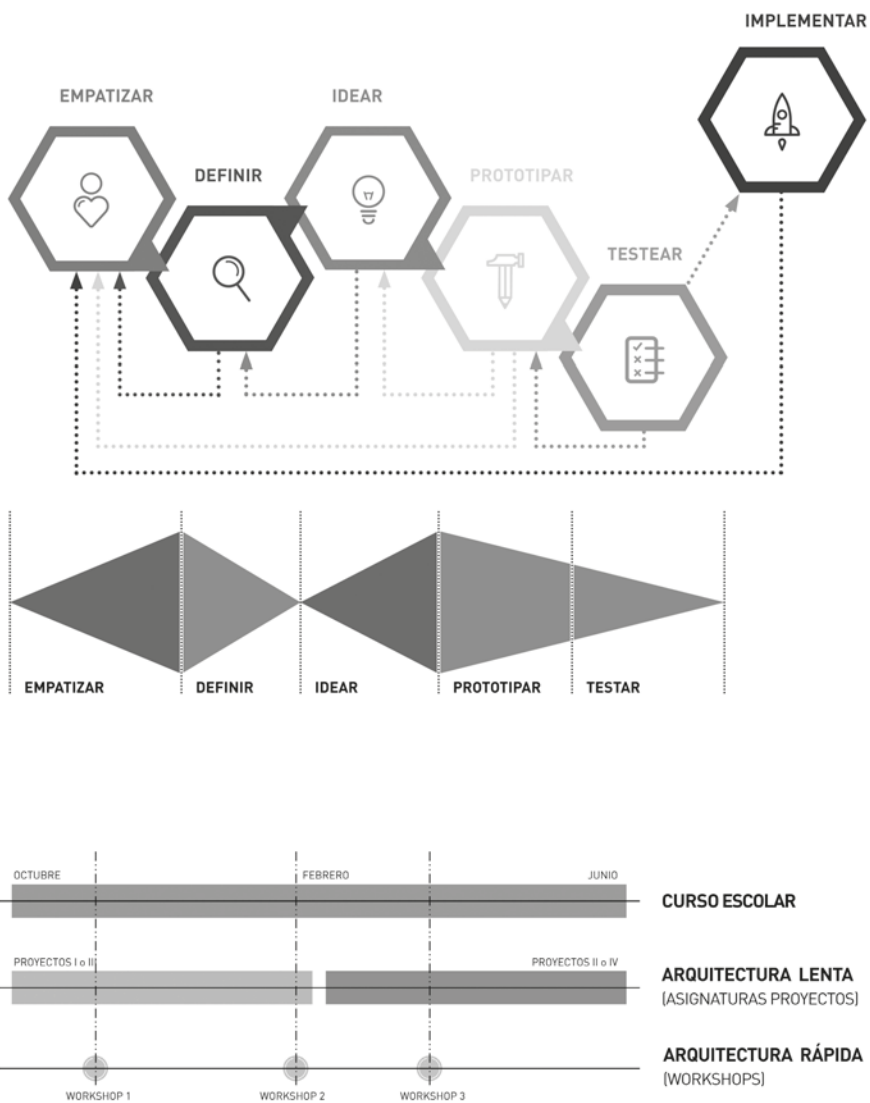 IMPLEMENTAR
EMPATIZAR
IDEAR
DEFINIR
PROTOTIPAR
TESTEAR
EMPATIZAR
DEFINIR
IDEAR
PROTOTIPAR
TESTAR
OCTUBRE
FEBRERO
JUNIO
CURSO ESCOLAR
PROYECTOS I o III
PROYECTOS II o IV
ARQUITECTURA LENTA
(ASIGNATURAS PROYECTOS)
ARQUITECTURA RÁPIDA
(WORKSHOPS)
WORKSHOP 1
WORKSHOP 2
WORKSHOP 3